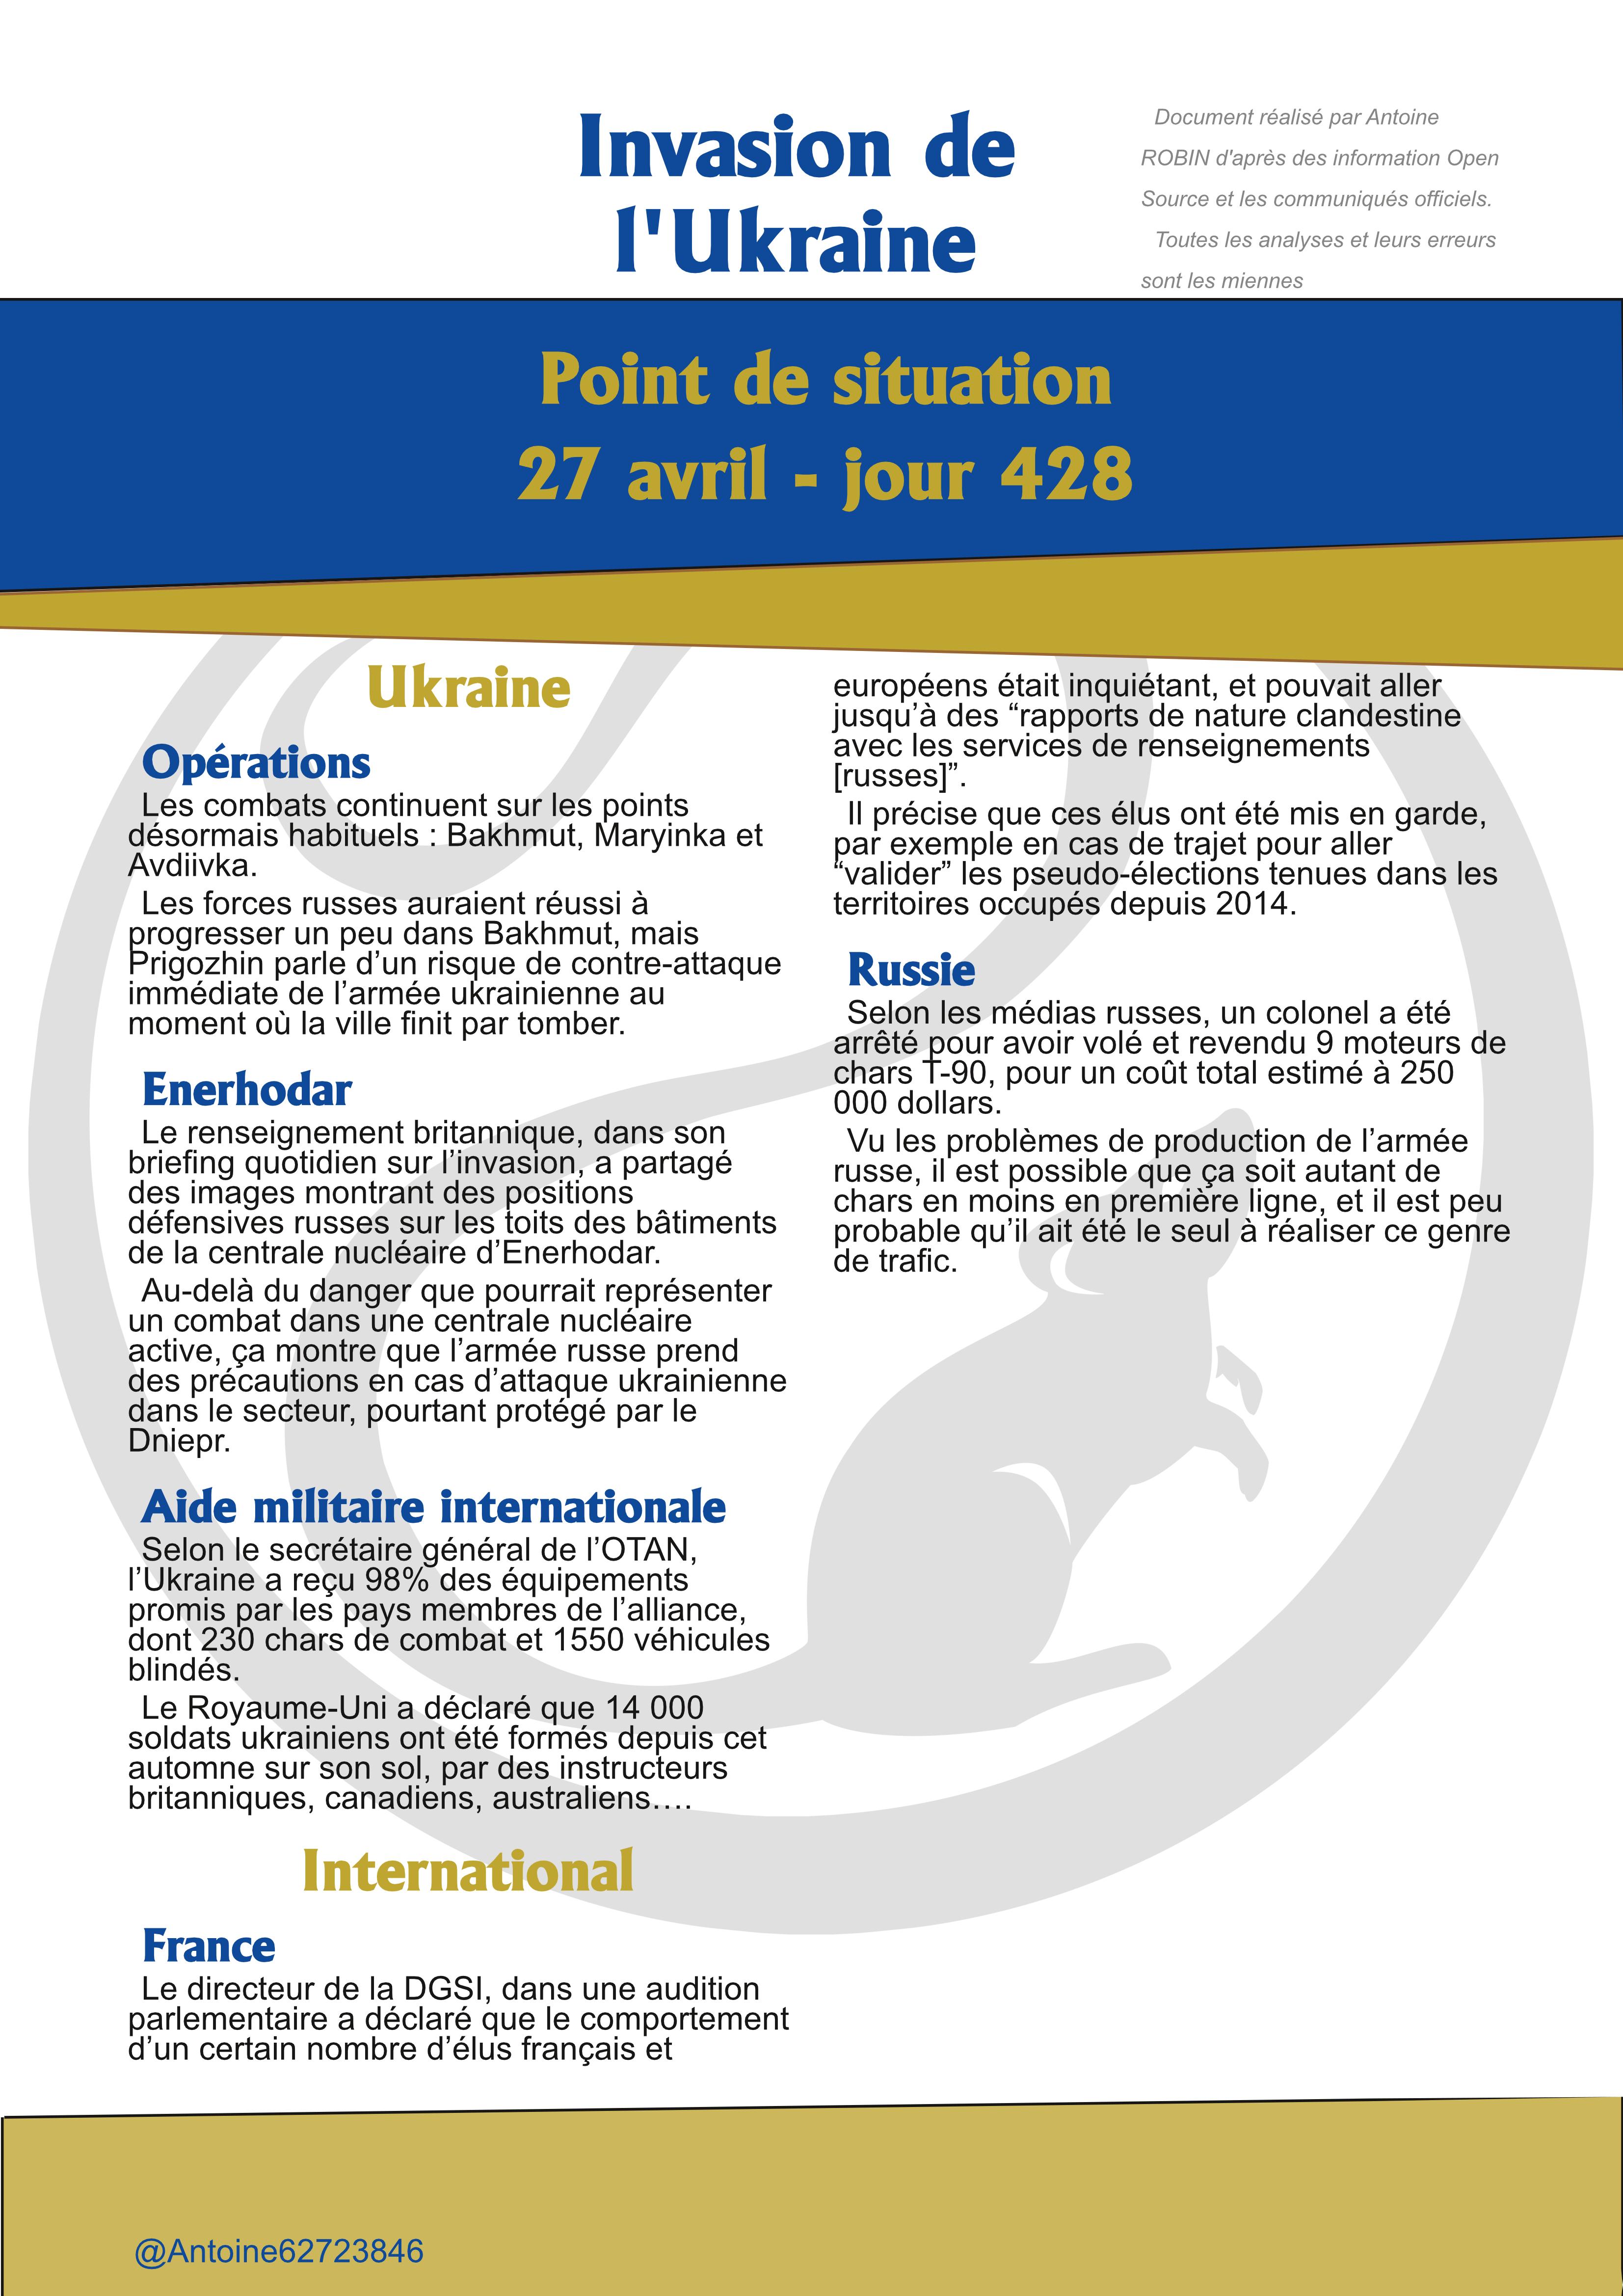 Invasion de
l'Ukraine
Document réalisé par Antoine
ROBIN d'après des information Open
Source et les communiqués officiels.
Toutes les analyses et leurs erreurs
sont les miennes
Point de situation
27 avril - jour 428
Ukraine
Opérations
Les combats continuent sur les points
désormais habituels : Bakhmut, Maryinka et
Avdiivka.
Les forces russes auraient réussi à
progresser un peu dans Bakhmut, mais
Prigozhin parle d’un risque de contre-attaque
immédiate de l’armée ukrainienne au
moment où la ville finit par tomber.
Enerhodar
Le renseignement britannique, dans son
briefing quotidien sur l’invasion, a partagé
des images montrant des positions
défensives russes sur les toits des bâtiments
de la centrale nucléaire d’Enerhodar.
Au-delà du danger que pourrait représenter
un combat dans une centrale nucléaire
active, ça montre que l’armée russe prend
des précautions en cas d’attaque ukrainienne
dans le secteur, pourtant protégé par le
Dniepr.
Aide militaire internationale
Selon le secrétaire général de l’OTAN,
l’Ukraine a reçu 98% des équipements
promis par les pays membres de l’alliance,
dont 230 chars de combat et 1550 véhicules
blindés.
Le Royaume-Uni a déclaré que 14 000
soldats ukrainiens ont été formés depuis cet
automne sur son sol, par des instructeurs
britanniques, canadiens, australiens….
International
France
Le directeur de la DGSI, dans une audition
parlementaire a déclaré que le comportement
d’un certain nombre d’élus français et
européens était inquiétant, et pouvait aller
jusqu’à des “rapports de nature clandestine
avec les services de renseignements
[russes]”.
Il précise que ces élus ont été mis en garde,
par exemple en cas de trajet pour aller
“valider” les pseudo-élections tenues dans les
territoires occupés depuis 2014.
Russie
Selon les médias russes, un colonel a été
arrêté pour avoir volé et revendu 9 moteurs de
chars T-90, pour un coût total estimé à 250
000 dollars.
Vu les problèmes de production de l’armée
russe, il est possible que ça soit autant de
chars en moins en première ligne, et il est peu
probable qu’il ait été le seul à réaliser ce genre
de trafic.
@Antoine62723846